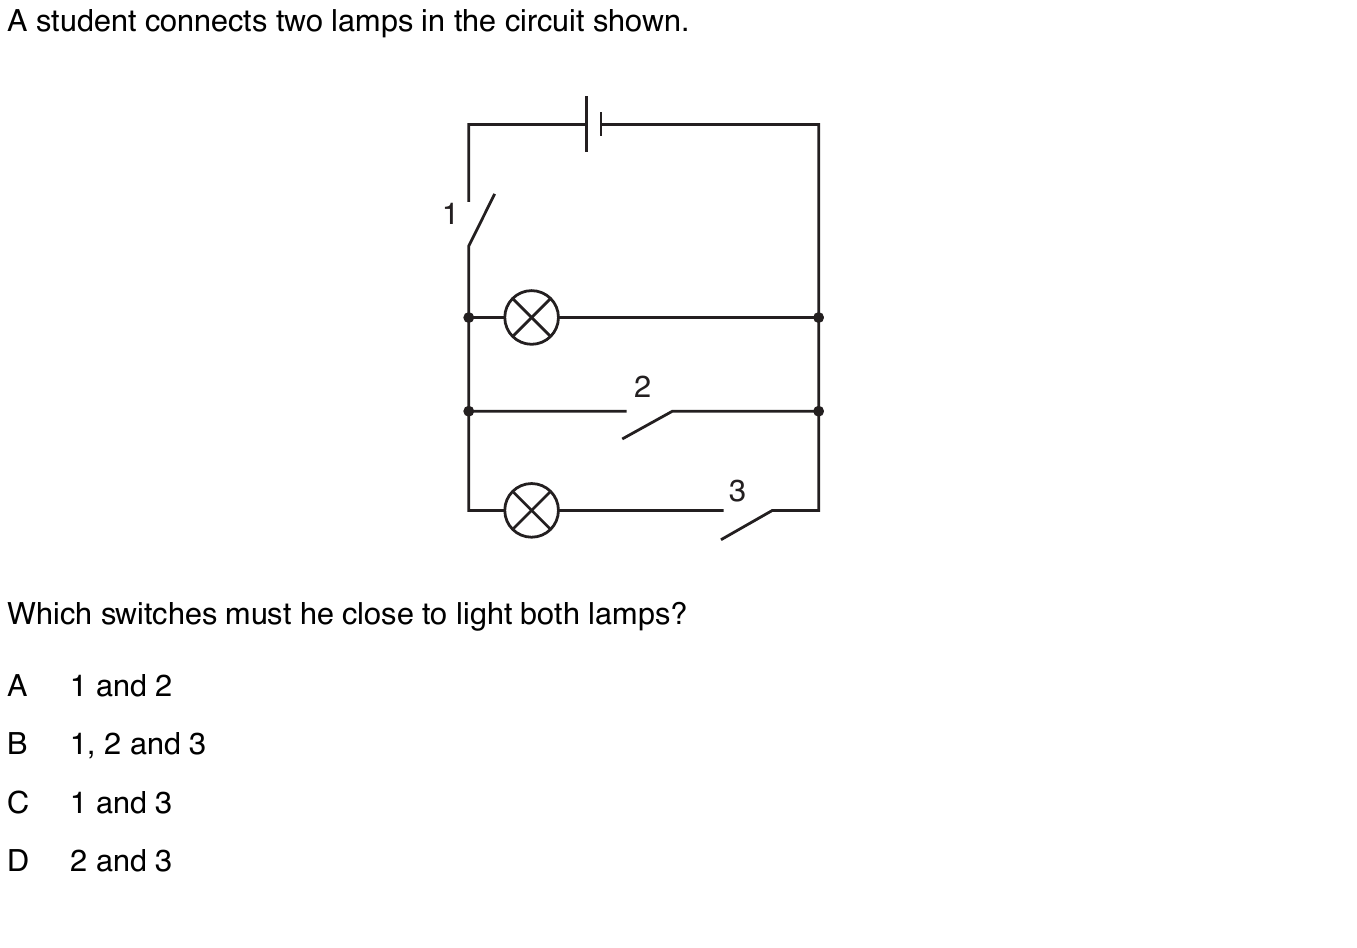 A student connects two lamps in the circuit shown.
1
2
3
Which switches must he close to light both lamps?
A 1 and 2
B 1, 2 and 3
C 1 and 3
D 2 and 3